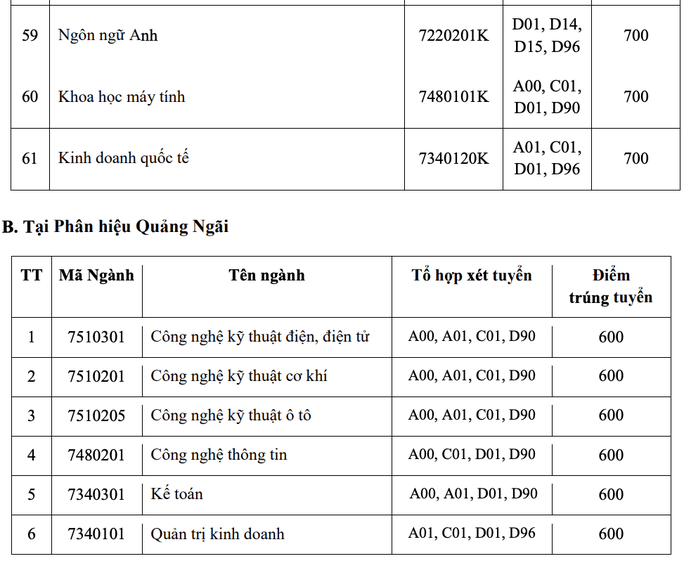 59 Ngôn ngữ Anh 7220201K D01, D14, D15, D96 700
60 Khoa học máy tính 7480101K A00, C01, D01, D90 700
61 Kinh doanh quốc tế 7340120K A01, C01, D01, D96 700
B. Tại Phân hiệu Quảng Ngãi
TT Mã Ngành Tên ngành Tổ hợp xét tuyển Điểm trúng tuyển
1 7510301 Công nghệ kỹ thuật điện, điện tử A00, A01, C01, D90 600
2 7510201 Công nghệ kỹ thuật cơ khí A00, A01, C01, D90 600
3 7510205 Công nghệ kỹ thuật ô tô A00, A01, C01, D90 600
4 7480201 Công nghệ thông tin A00, C01, D01, D90 600
5 7340301 Kế toán A00, A01, D01, D90 600
6 7340101 Quản trị kinh doanh A01, C01, D01, D96 600